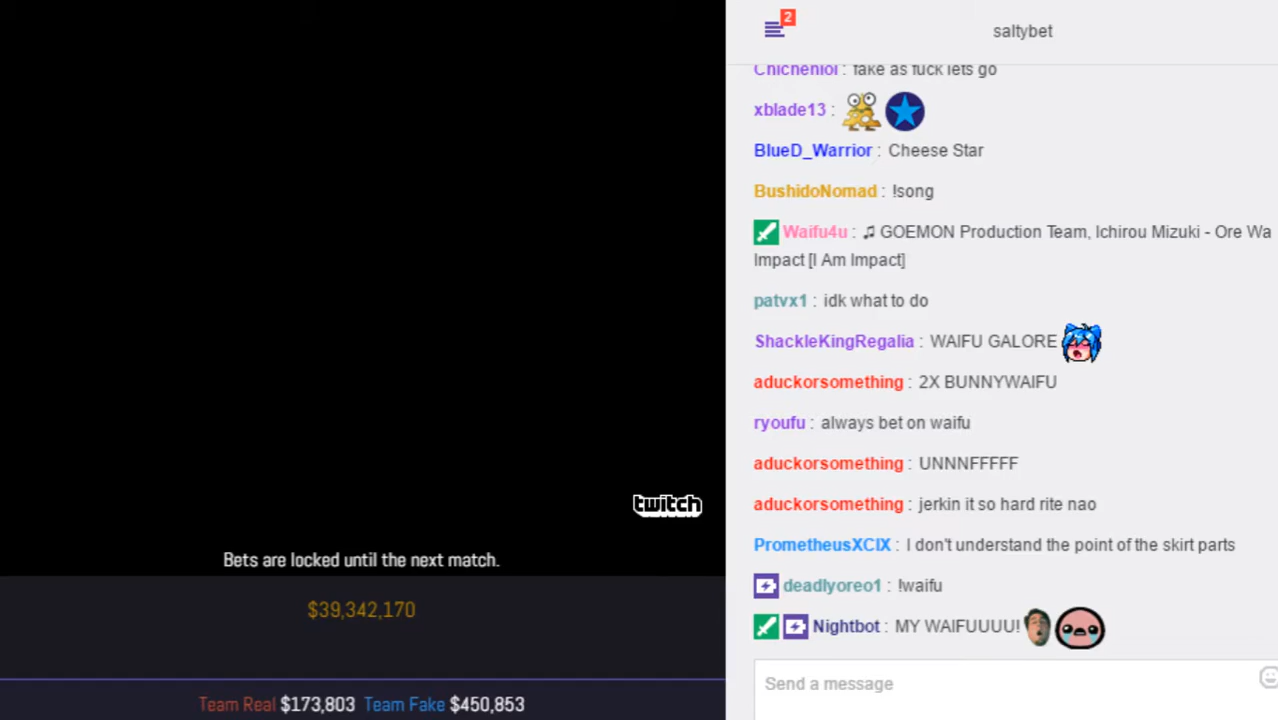 twitch
Bets are locked until the next match.
$39,342,170
Team Real $173,803 Team Fake $450,853
2
saltybet
Chichenlol : fake as fuck lets go
xblade13 :
BlueD_Warrior : Cheese Star
BushidoNomad : !song
Waifu4u : ♫ GOEMON Production Team, Ichirou Mizuki - Ore Wa
Impact [I Am Impact]
patvx1 : idk what to do
ShackleKingRegalia : WAIFU GALORE
aduckorsomething : 2X BUNNYWAIFU
ryoufu : always bet on waifu
aduckorsomething : UNNNFFFFF
aduckorsomething : jerkin it so hard rite nao
PrometheusXCIX : I don't understand the point of the skirt parts
deadlyoreo1 : !waifu
Nightbot : MY WAIFUUUU!
Send a message